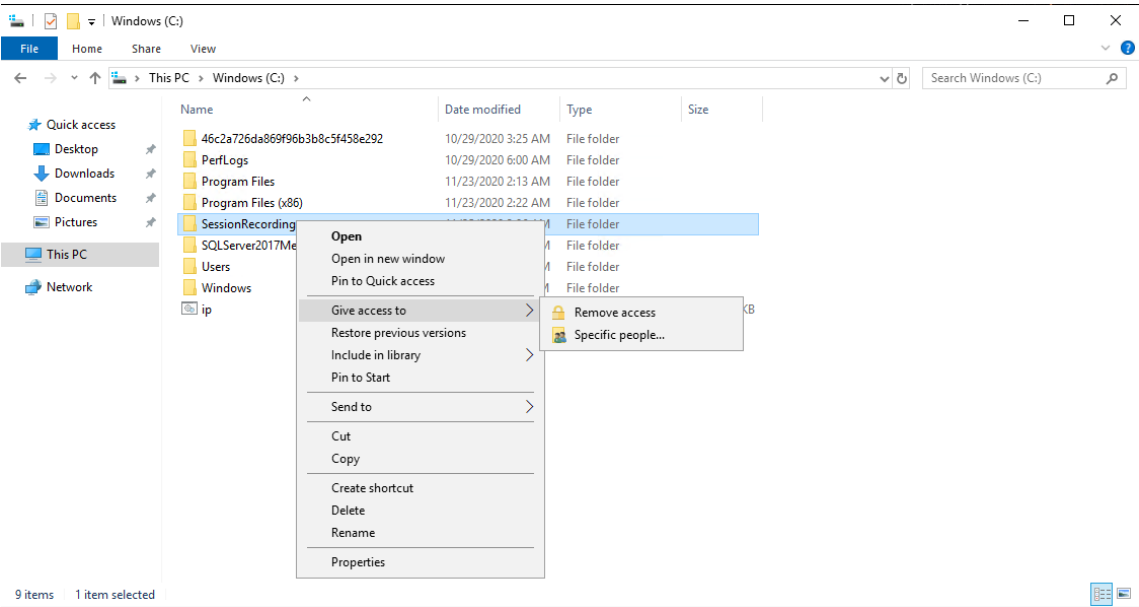 Windows (C:)
File Home Share View
This PC > Windows (C:) >
Search Windows (C:)
Name Date modified Type Size
Quick access
Desktop
Downloads
Documents
Pictures
This PC
Network
46c2a726da869f96b3b8c5f458e292 10/29/2020 3:25 AM File folder
PerfLogs 10/29/2020 6:00 AM File folder
Program Files 11/23/2020 2:13 AM File folder
Program Files (x86) 11/23/2020 2:22 AM File folder
SessionRecording File folder
SQLServer2017Me M File folder
Users M File folder
Windows M File folder
ip KB
Open
Open in new window
Pin to Quick access
Give access to
Restore previous versions
Include in library
Pin to Start
Send to
Cut
Copy
Create shortcut
Delete
Rename
Properties
Remove access
Specific people...
9 items 1 item selected